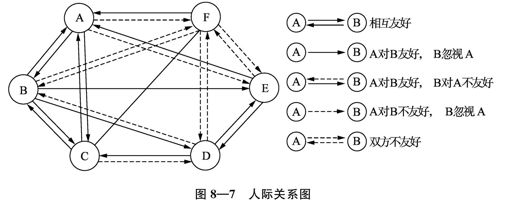 A
F
B
E
C
D
A B 相互友好
A B A对B友好, B忽视A
A B A对B友好, B对A不友好
A B A对B不友好, B忽视A
A B 双方不友好
图 8—7 人际关系图